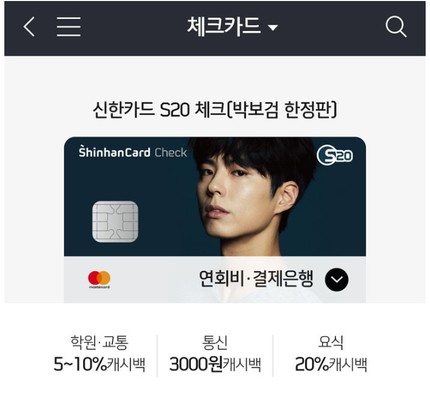 체크카드
신한카드 S20 체크(박보검 한정판)
ShinhanCard Check
S20
mastercard
연회비·결제은행
학원·교통
5~10%캐시백
통신
3000원캐시백
요식
20%캐시백